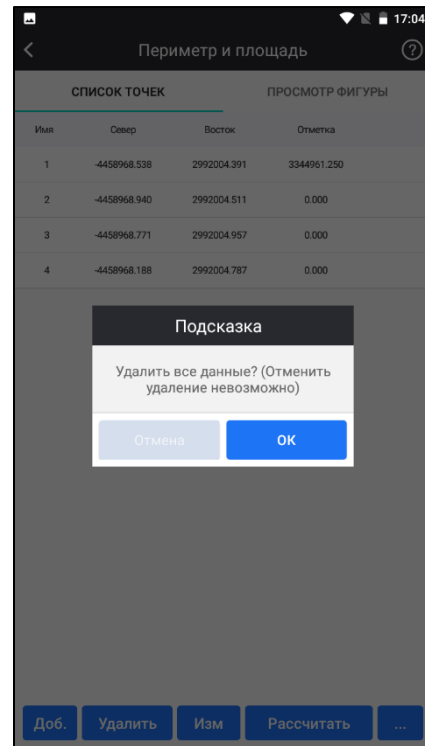 17:04
Периметр и площадь
СПИСОК ТОЧЕК ПРОСМОТР ФИГУРЫ
Имя Север Восток Отметка
1 -4458968.538 2992004.391 3344961.250
2 -4458968.940 2992004.511 0.000
3 -4458968.771 2992004.957 0.000
4 -4458968.188 2992004.787 0.000
Подсказка
Удалить все данные? (Отменить
удаление невозможно)
Отмена ОК
Доб. Удалить Изм Рассчитать ...